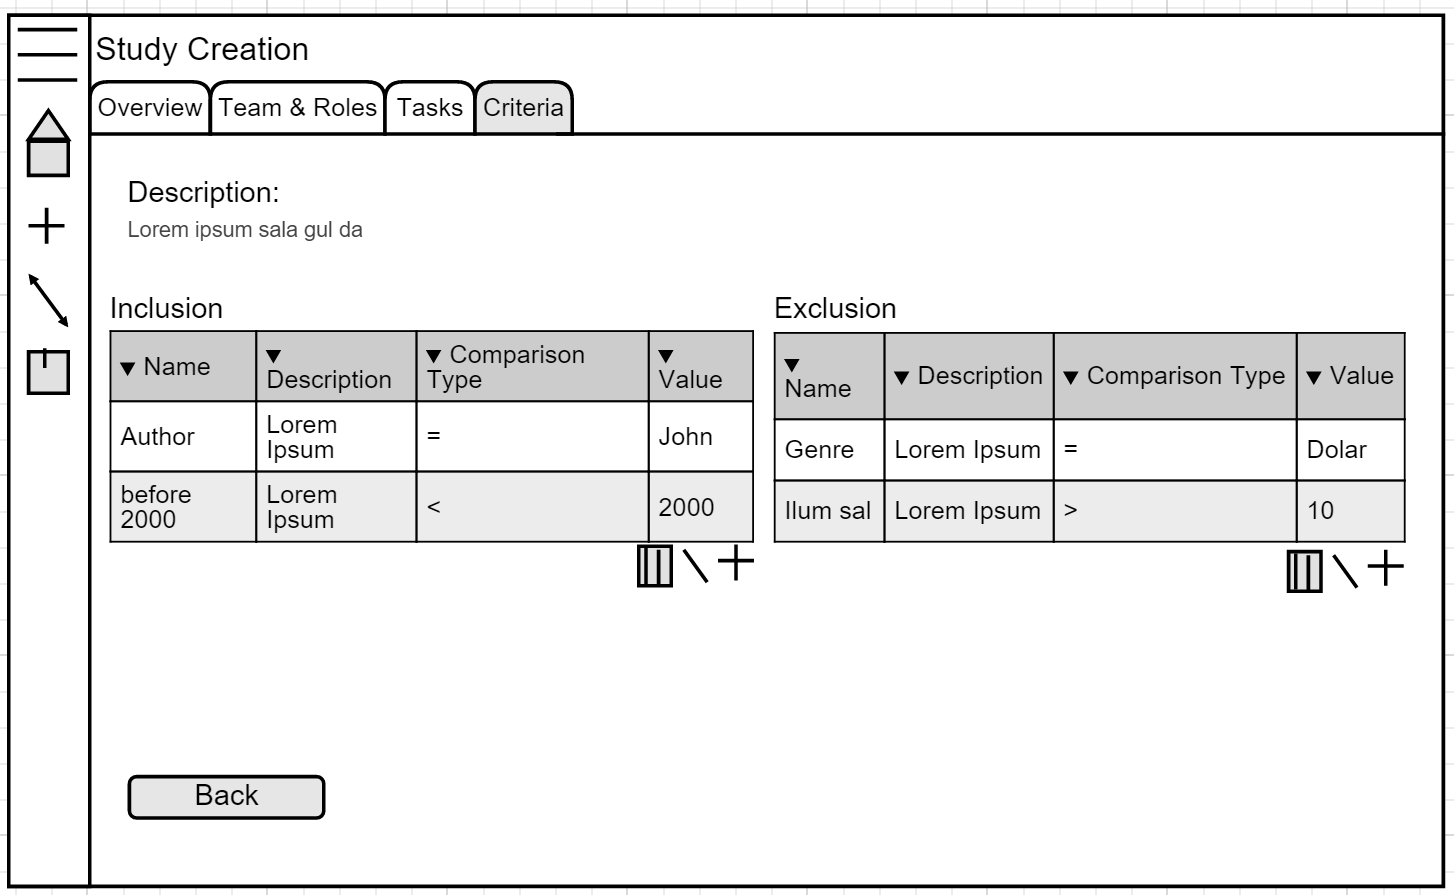 Study Creation
Overview Team & Roles Tasks Criteria
Description:
Lorem ipsum sala gul da
Inclusion
▼ Name ▼ Description ▼ Comparison Type ▼ Value
Author Lorem Ipsum = John
before 2000 Lorem Ipsum < 2000
Exclusion
▼ Name ▼ Description ▼ Comparison Type ▼ Value
Genre Lorem Ipsum = Dolar
Ilum sal Lorem Ipsum > 10
Back